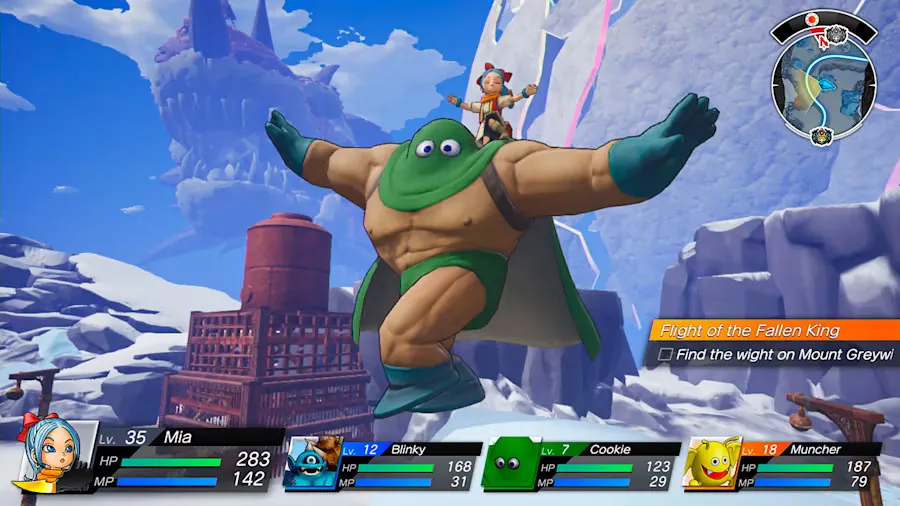 N
Flight of the Fallen King
Find the wight on Mount Greywi
Lv. 35 Mia
HP 283
MP 142
Lv. 12 Blinky
HP 168
MP 31
Lv. 7 Cookie
HP 123
MP 29
Lv. 18 Muncher
HP 187
MP 79